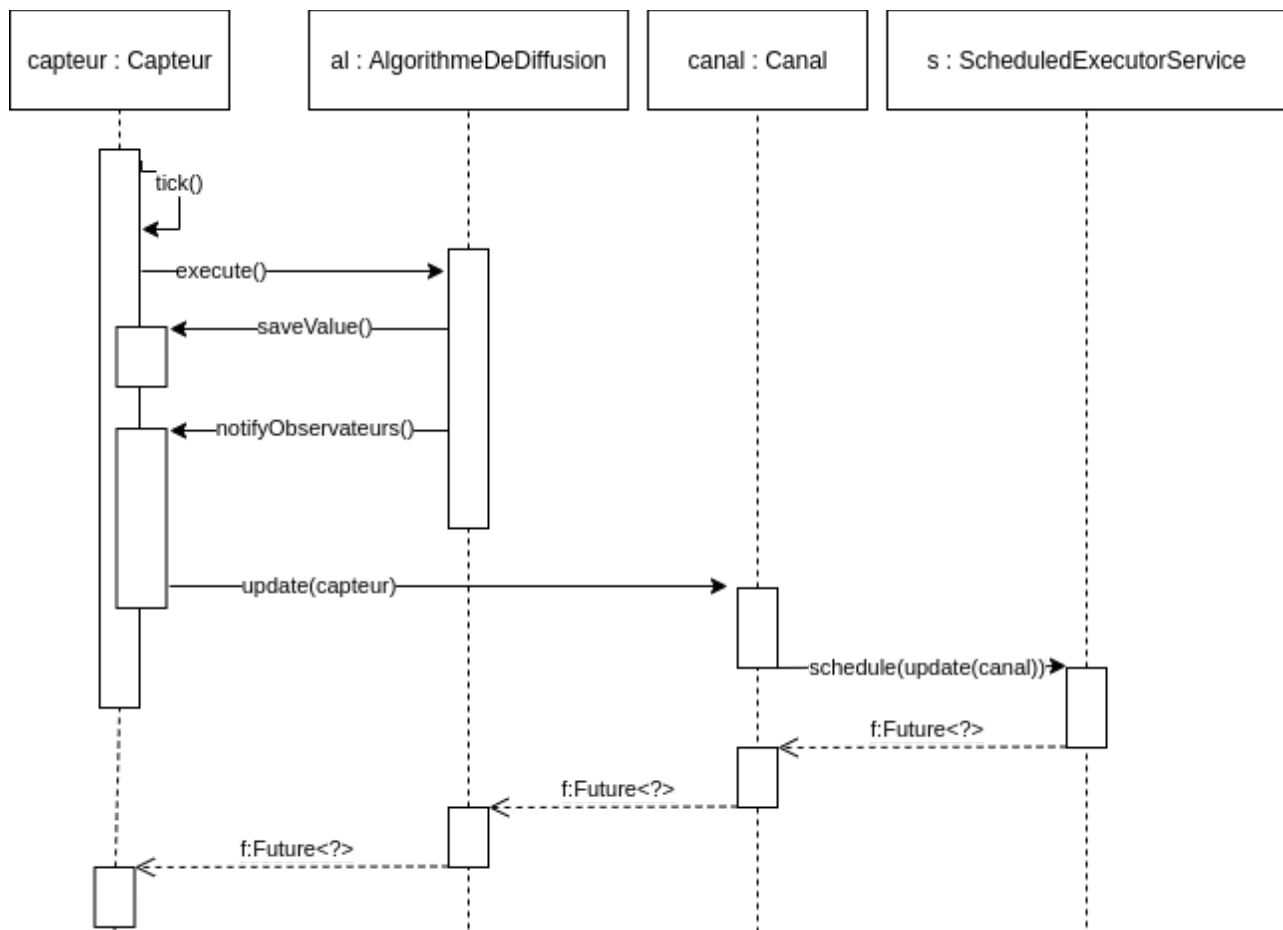 capteur : Capteur
al : AlgorithmeDeDiffusion
canal : Canal
s : ScheduledExecutorService
tick()
execute()
saveValue()
notifyObservateurs()
update(capteur)
schedule(update(canal))
f:Future<?>
f:Future<?>
f:Future<?>